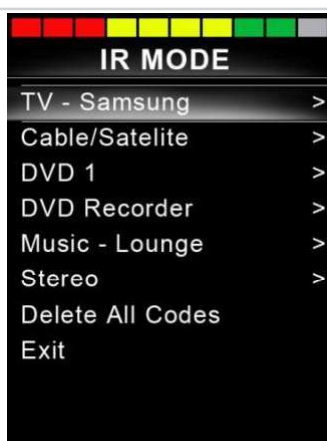 IR MODE
TV - Samsung >
Cable/Satelite >
DVD 1 >
DVD Recorder >
Music - Lounge >
Stereo >
Delete All Codes
Exit